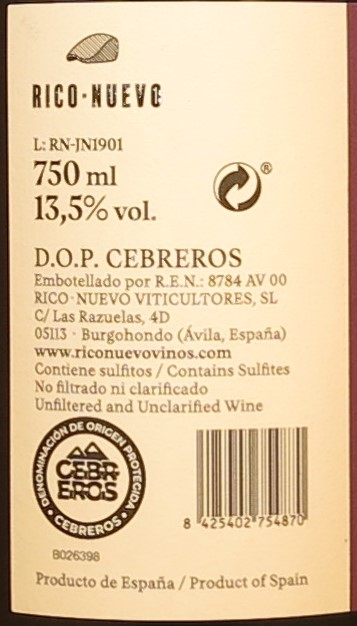 RICO·NUEVO
L: RN-JN1901
750 ml
13,5% vol.
®
D.O.P. CEBREROS
Embotellado por R.E.N.: 8784 AV 00
RICO·NUEVO VITICULTORES, SL
C/ Las Razuelas, 4D
05113 · Burgohondo (Ávila, España)
www.riconuevovinos.com
Contiene sulfitos / Contains Sulfites
No filtrado ni clarificado
Unfiltered and Unclarified Wine
DENOMINACIÓN DE ORIGEN PROTEGIDA
CEBR
EROS
• CEBREROS •
8 425402 754870
B026398
Producto de España / Product of Spain